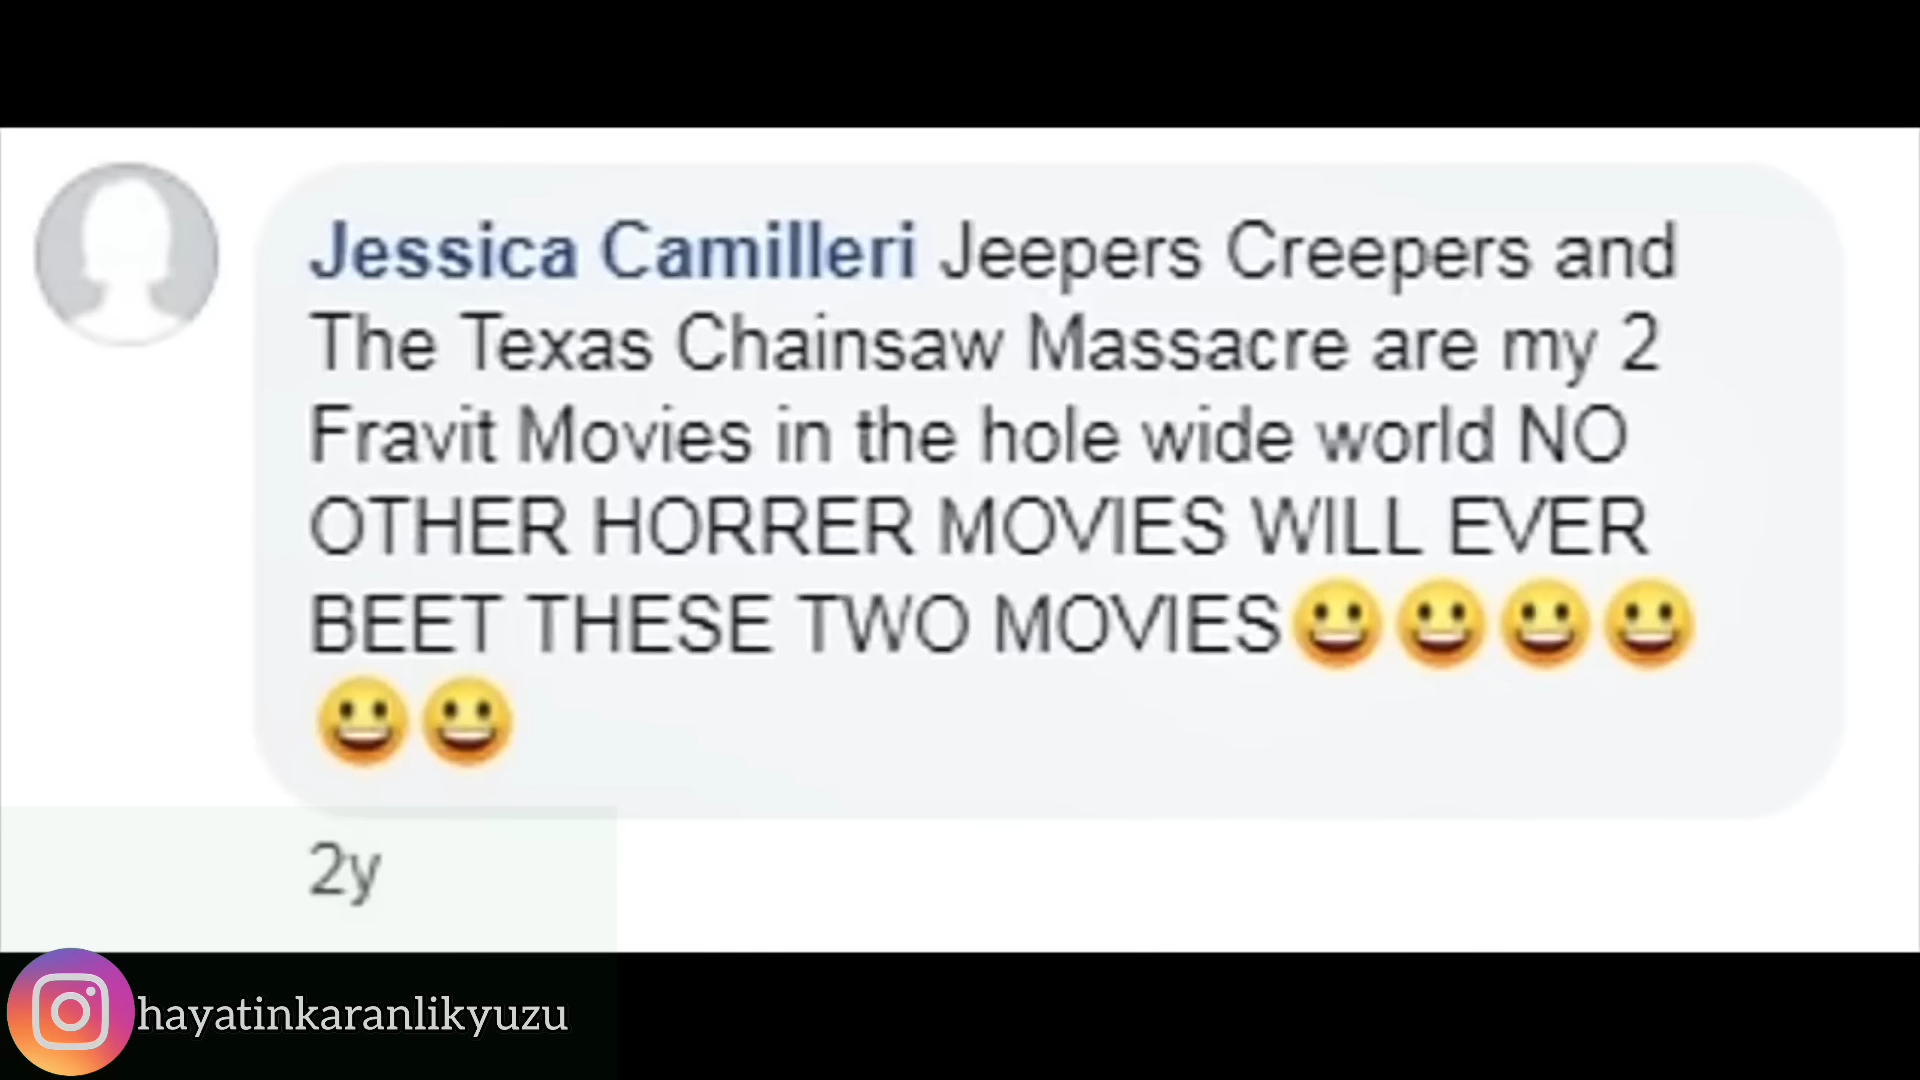 Jessica Camilleri Jeepers Creepers and
The Texas Chainsaw Massacre are my 2
Fravit Movies in the hole wide world NO
OTHER HORRER MOVIES WILL EVER
BEET THESE TWO MOVIES😀😀😀😀
😀😀
2y
hayatinkaranlikyuzu